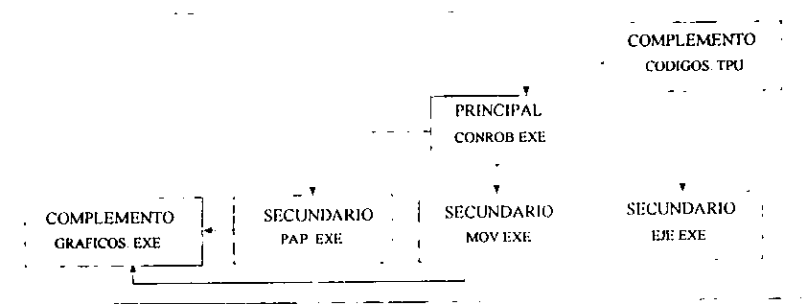 COMPLEMENTO
CODIGOS. TPU
PRINCIPAL
CONROB EXE
COMPLEMENTO
GRAFICOS. EXE
SECUNDARIO
PAP EXE
SECUNDARIO
MOV EXE
SECUNDARIO
EJE EXE